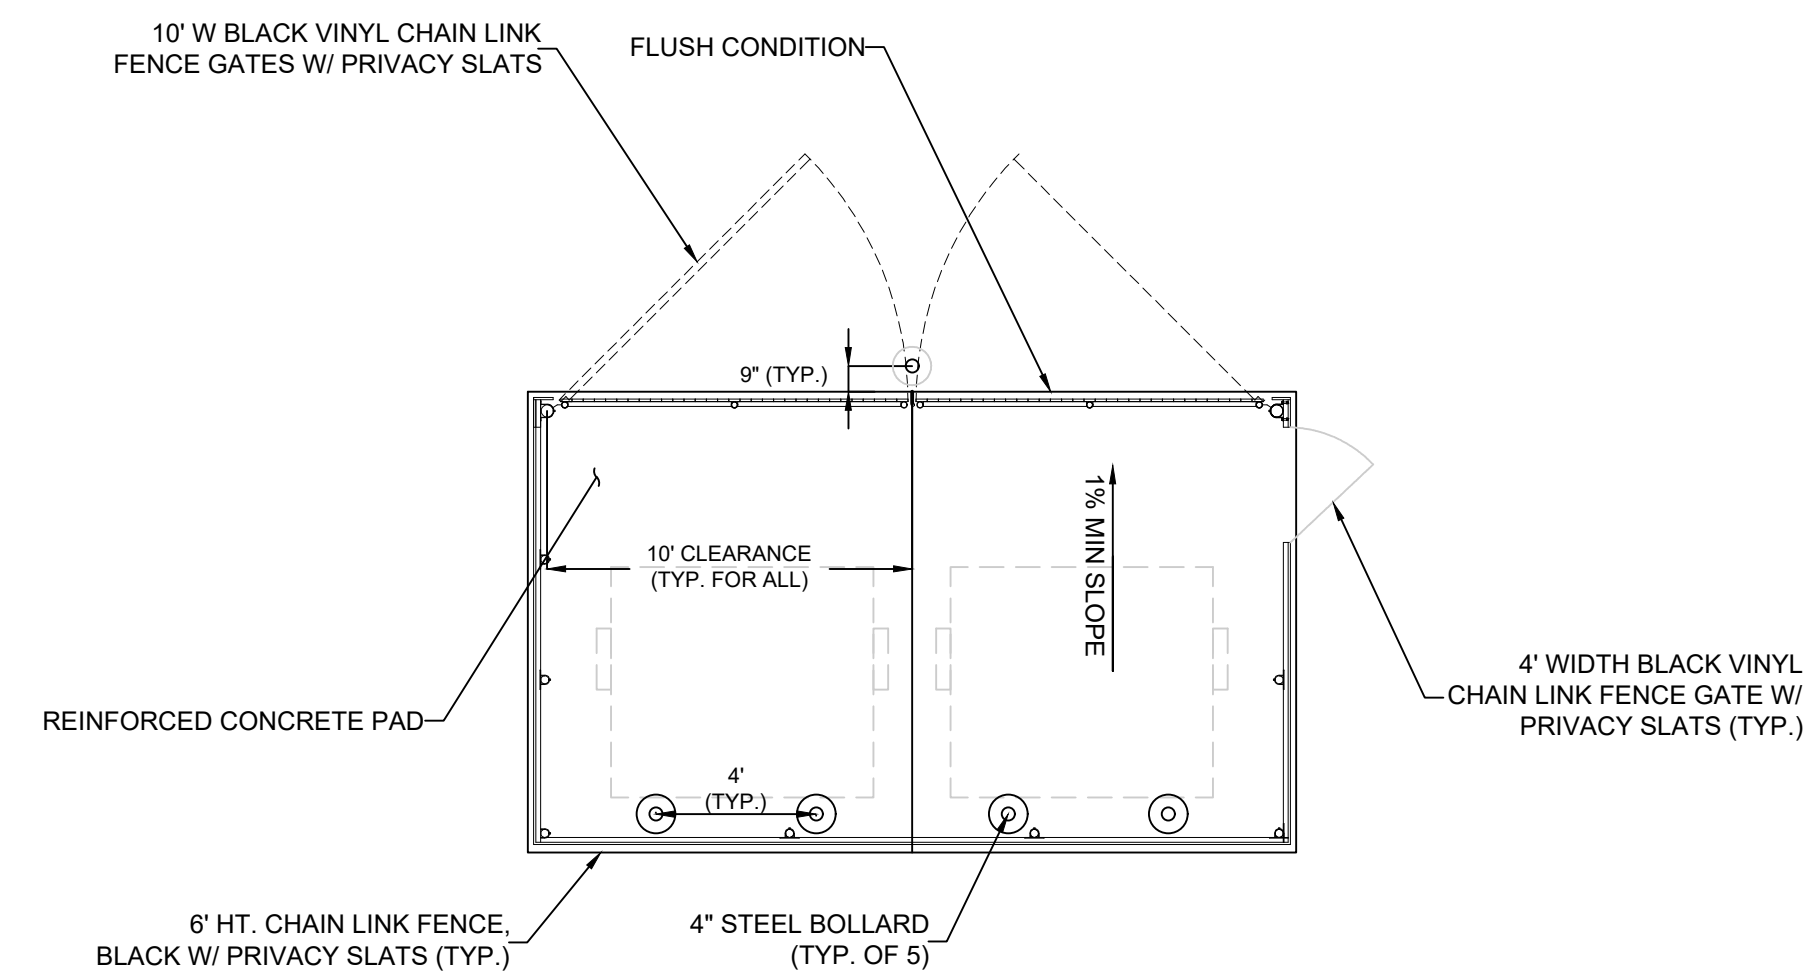 10' W BLACK VINYL CHAIN LINK
FENCE GATES W/ PRIVACY SLATS
FLUSH CONDITION
9" (TYP.)
10' CLEARANCE
(TYP. FOR ALL)
1% MIN SLOPE
4' WIDTH BLACK VINYL
CHAIN LINK FENCE GATE W/
PRIVACY SLATS (TYP.)
REINFORCED CONCRETE PAD
4'
(TYP.)
6' HT. CHAIN LINK FENCE,
BLACK W/ PRIVACY SLATS (TYP.)
4" STEEL BOLLARD
(TYP. OF 5)